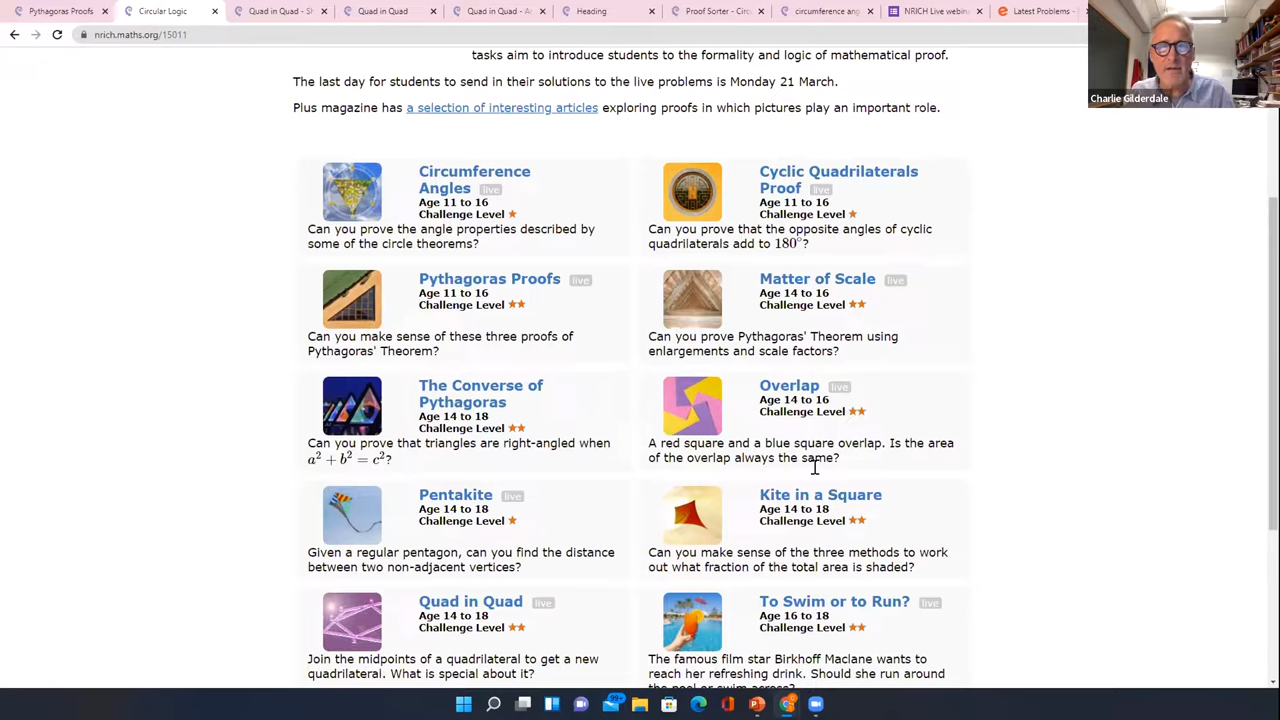 Pythagoras Proofs
Circular Logic
Quad in Quad - S
Quad in Quad
Quad in Quad - A
Heading
Proof Sorter - Circ
circumference ang
NRICH Live webin
Latest Problems -
nrich.maths.org/15011
tasks aim to introduce students to the formality and logic of mathematical proof.
The last day for students to send in their solutions to the live problems is Monday 21 March.
Plus magazine has a selection of interesting articles exploring proofs in which pictures play an important role.
Charlie Gilderdale
Circumference
Angles live
Age 11 to 16
Challenge Level ★
Can you prove the angle properties described by
some of the circle theorems?
Cyclic Quadrilaterals
Proof live
Age 11 to 16
Challenge Level ★
Can you prove that the opposite angles of cyclic
quadrilaterals add to 180°?
Pythagoras Proofs live
Age 11 to 16
Challenge Level ★★
Can you make sense of these three proofs of
Pythagoras' Theorem?
Matter of Scale live
Age 14 to 16
Challenge Level ★★
Can you prove Pythagoras' Theorem using
enlargements and scale factors?
The Converse of
Pythagoras
Age 14 to 18
Challenge Level ★★
Can you prove that triangles are right-angled when
a² + b² = c²?
Overlap live
Age 14 to 16
Challenge Level ★★
A red square and a blue square overlap. Is the area
of the overlap always the same?
Pentakite live
Age 14 to 18
Challenge Level ★
Given a regular pentagon, can you find the distance
between two non-adjacent vertices?
Kite in a Square
Age 14 to 18
Challenge Level ★★
Can you make sense of the three methods to work
out what fraction of the total area is shaded?
Quad in Quad live
Age 14 to 18
Challenge Level ★★
Join the midpoints of a quadrilateral to get a new
quadrilateral. What is special about it?
To Swim or to Run? live
Age 16 to 18
Challenge Level ★★
The famous film star Birkhoff Maclane wants to
reach her refreshing drink. Should she run around
the pool or swim across?
99+